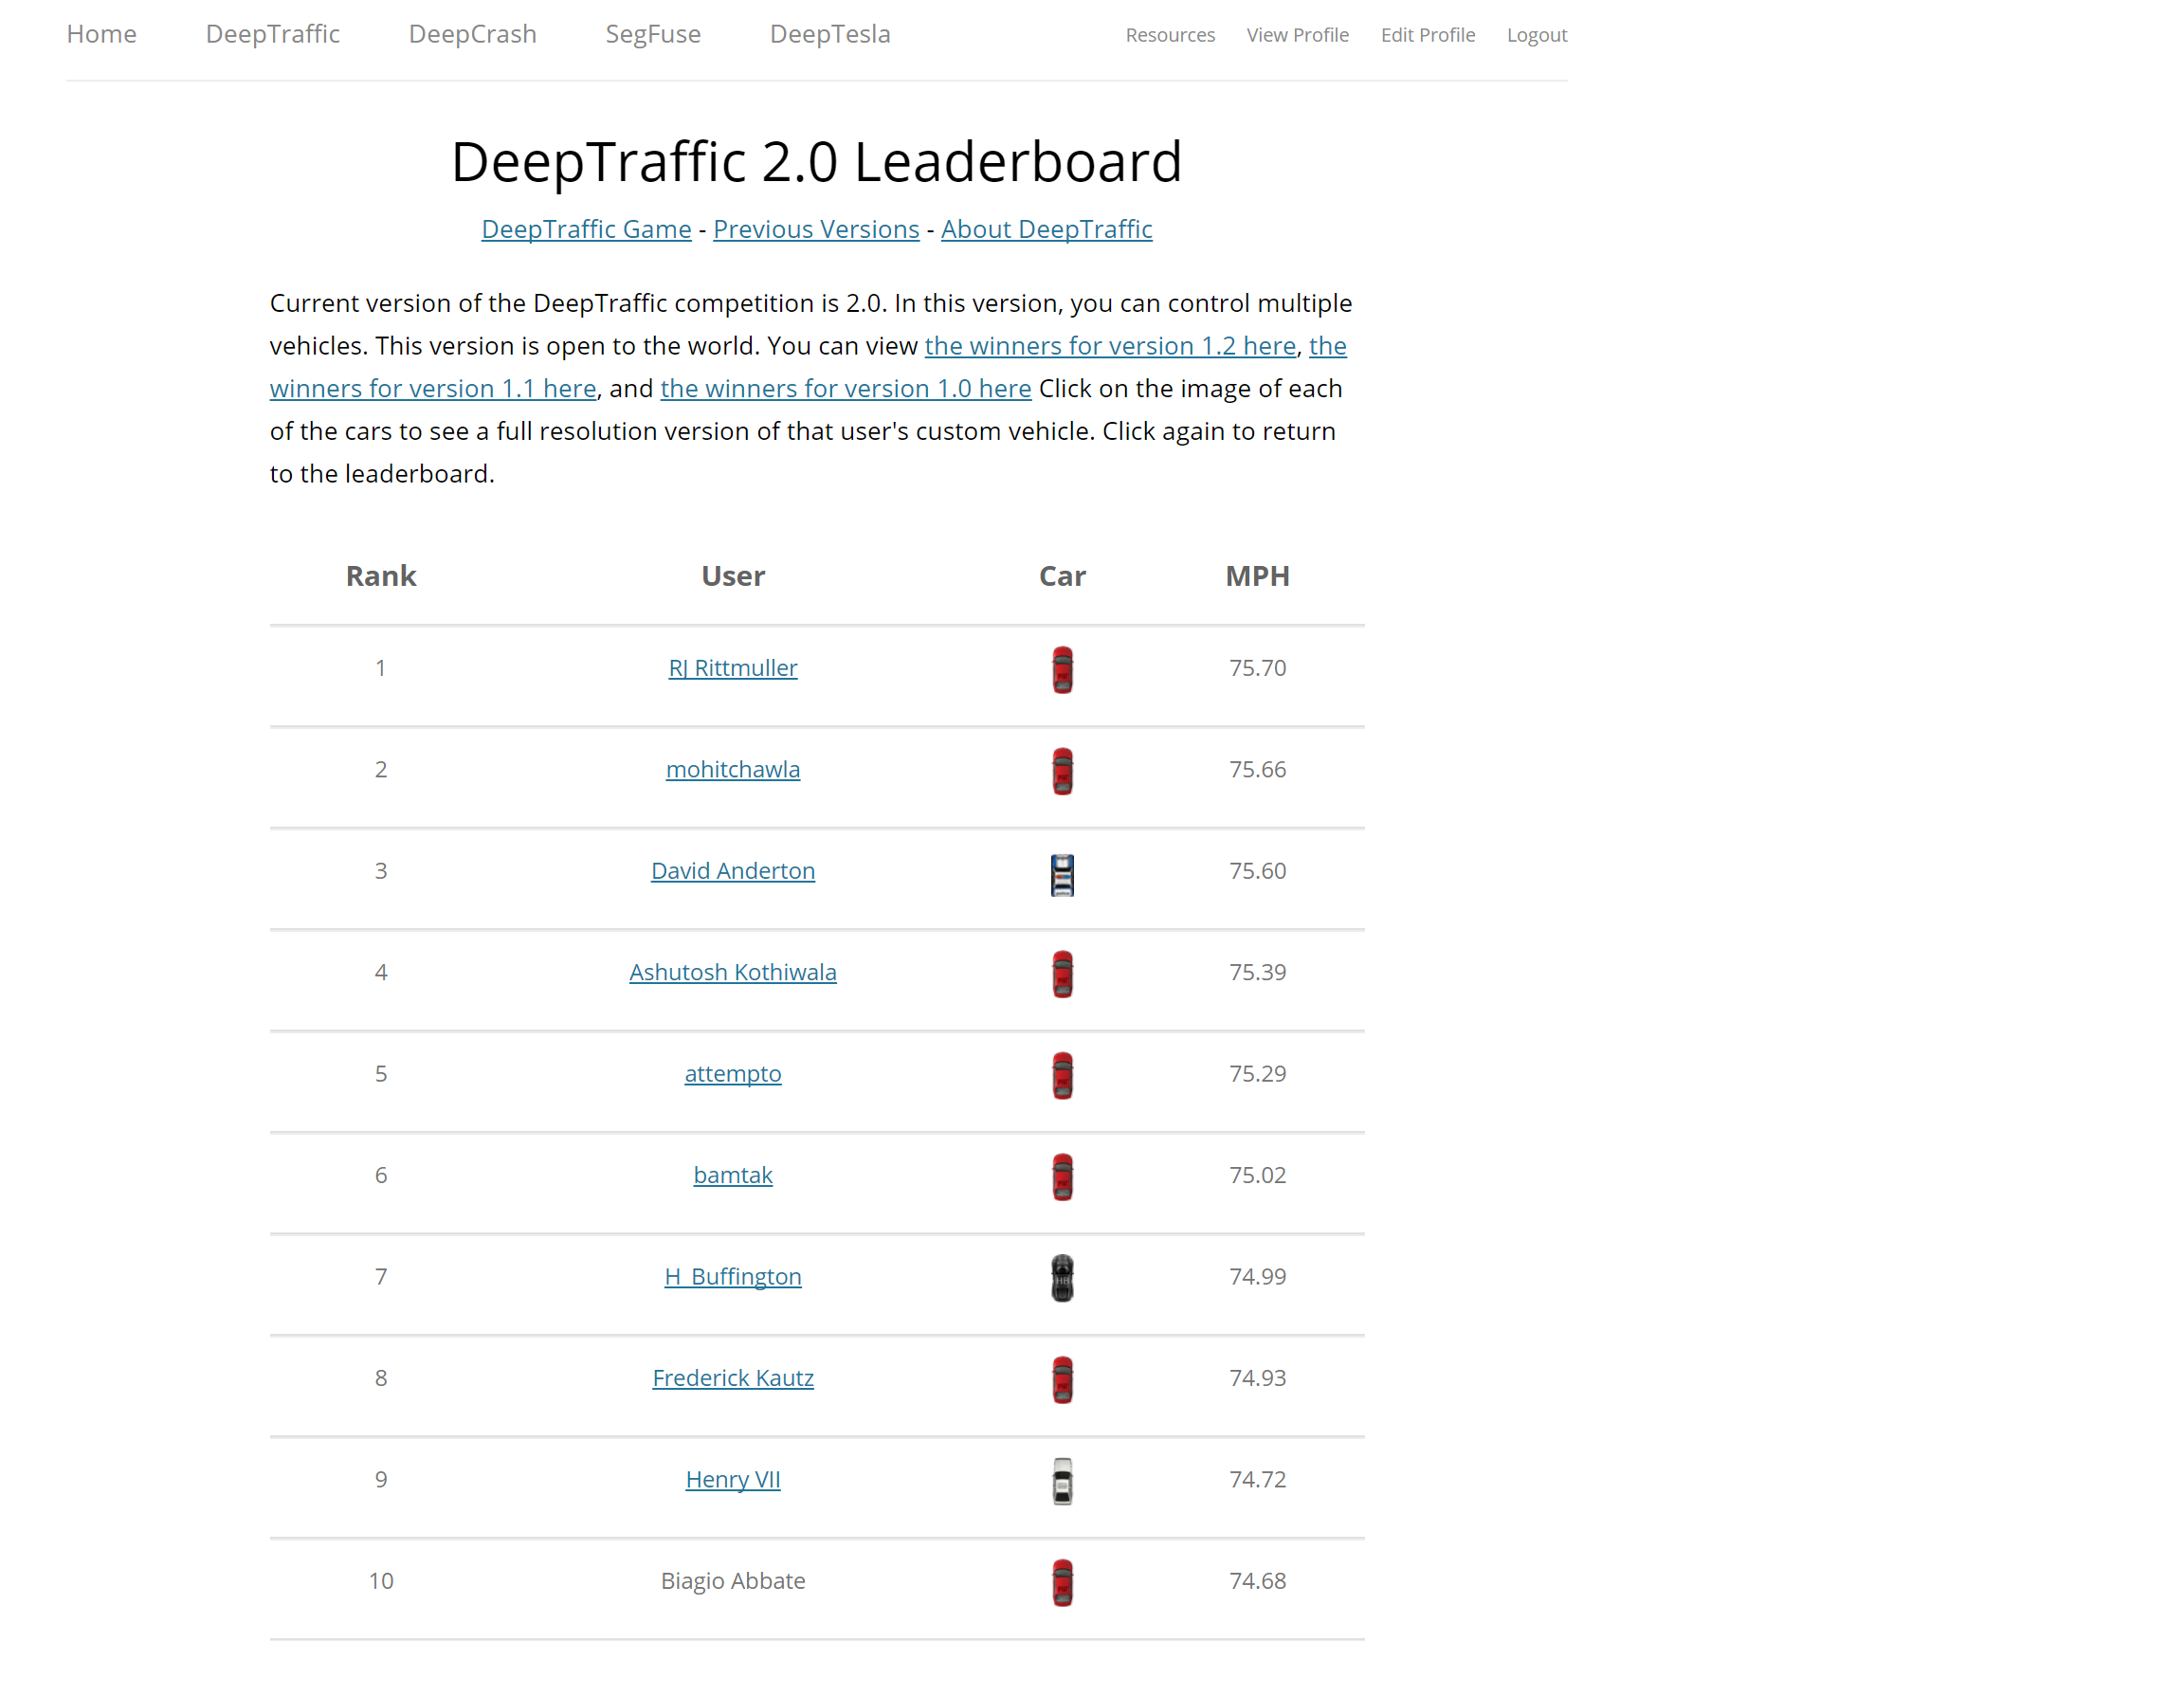 Home DeepTraffic DeepCrash SegFuse DeepTesla Resources View Profile Edit Profile Logout
DeepTraffic 2.0 Leaderboard
DeepTraffic Game - Previous Versions - About DeepTraffic
Current version of the DeepTraffic competition is 2.0. In this version, you can control multiple
vehicles. This version is open to the world. You can view the winners for version 1.2 here, the
winners for version 1.1 here, and the winners for version 1.0 here Click on the image of each
of the cars to see a full resolution version of that user's custom vehicle. Click again to return
to the leaderboard.
Rank User Car MPH
1 RJ Rittmuller 75.70
2 mohitchawla 75.66
3 David Anderton 75.60
4 Ashutosh Kothiwala 75.39
5 attempto 75.29
6 bamtak 75.02
7 H_Buffington HB 74.99
8 Frederick Kautz 74.93
9 Henry VII 74.72
10 Biagio Abbate 74.68